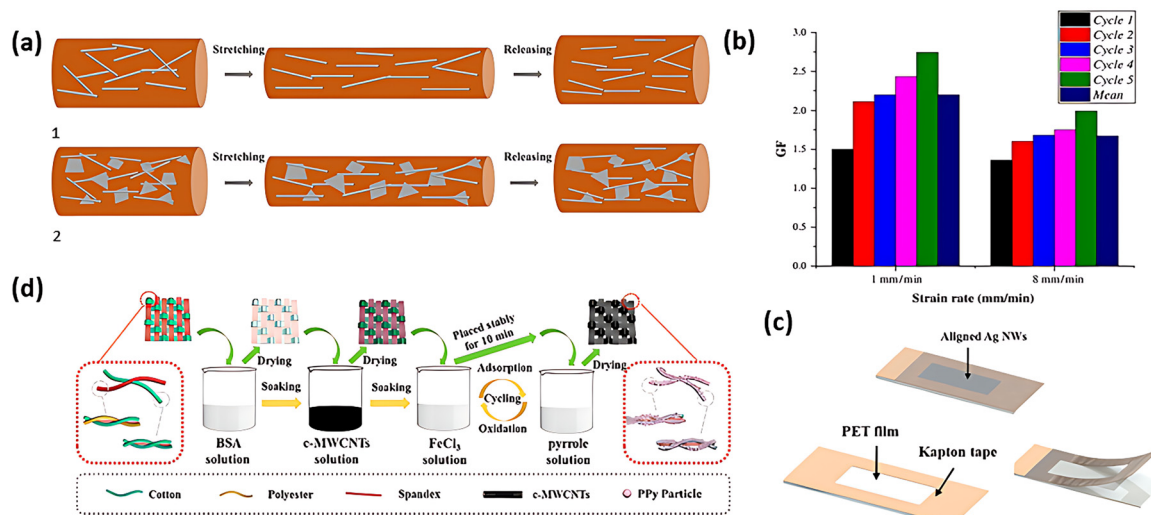 (a)
Stretching
Releasing
1
Stretching
Releasing
2
(b)
Cycle 1
Cycle 2
Cycle 3
Cycle 4
Cycle 5
Mean
3.0
2.5
2.0
1.5
1.0
0.5
0.0
GF
1 mm/min
8 mm/min
Strain rate (mm/min)
(c)
Aligned Ag NWs
PET film
Kapton tape
(d)
Drying
Drying
Placed stably
for 10 min
Drying
Soaking
Soaking
Adsorption
Cycling
Oxidation
BSA
solution
c-MWCNTs
solution
FeCl3
solution
pyrrole
solution
Cotton
Polyester
Spandex
c-MWCNTs
PPy Particle